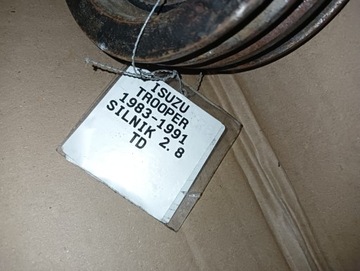 ISUZU
TROOPER
1983-1991
SILNIK 2.8
TD